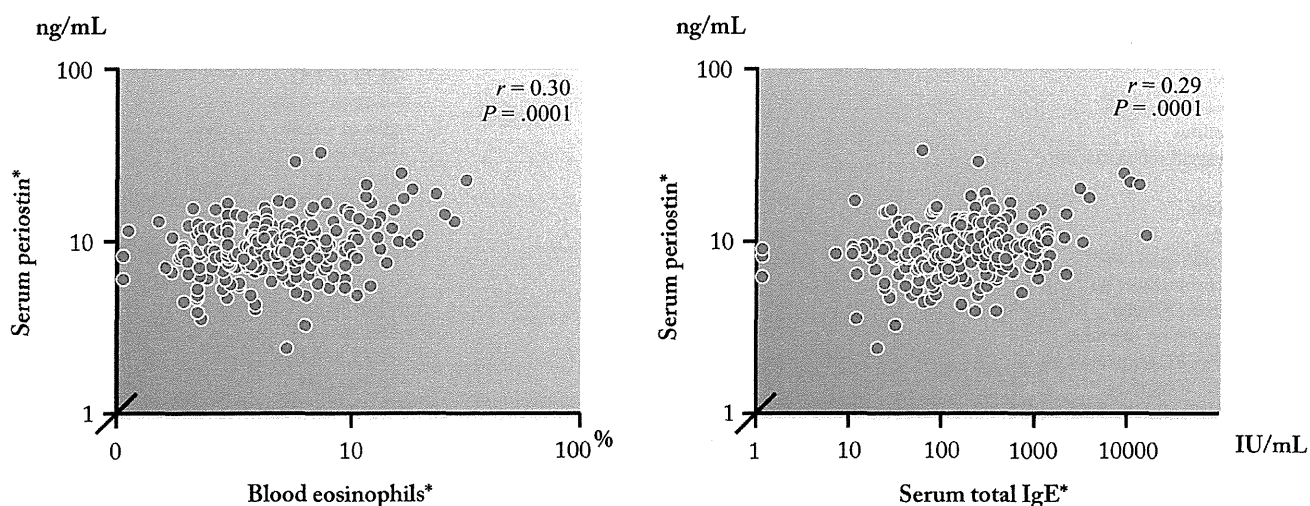 ng/mL
100
r = 0.30
P = .0001
Serum periostin*
10
1
0
10
100 %
Blood eosinophils*
ng/mL
100
r = 0.29
P = .0001
Serum periostin*
10
1
1
10
100
1000
10000
IU/mL
Serum total IgE*